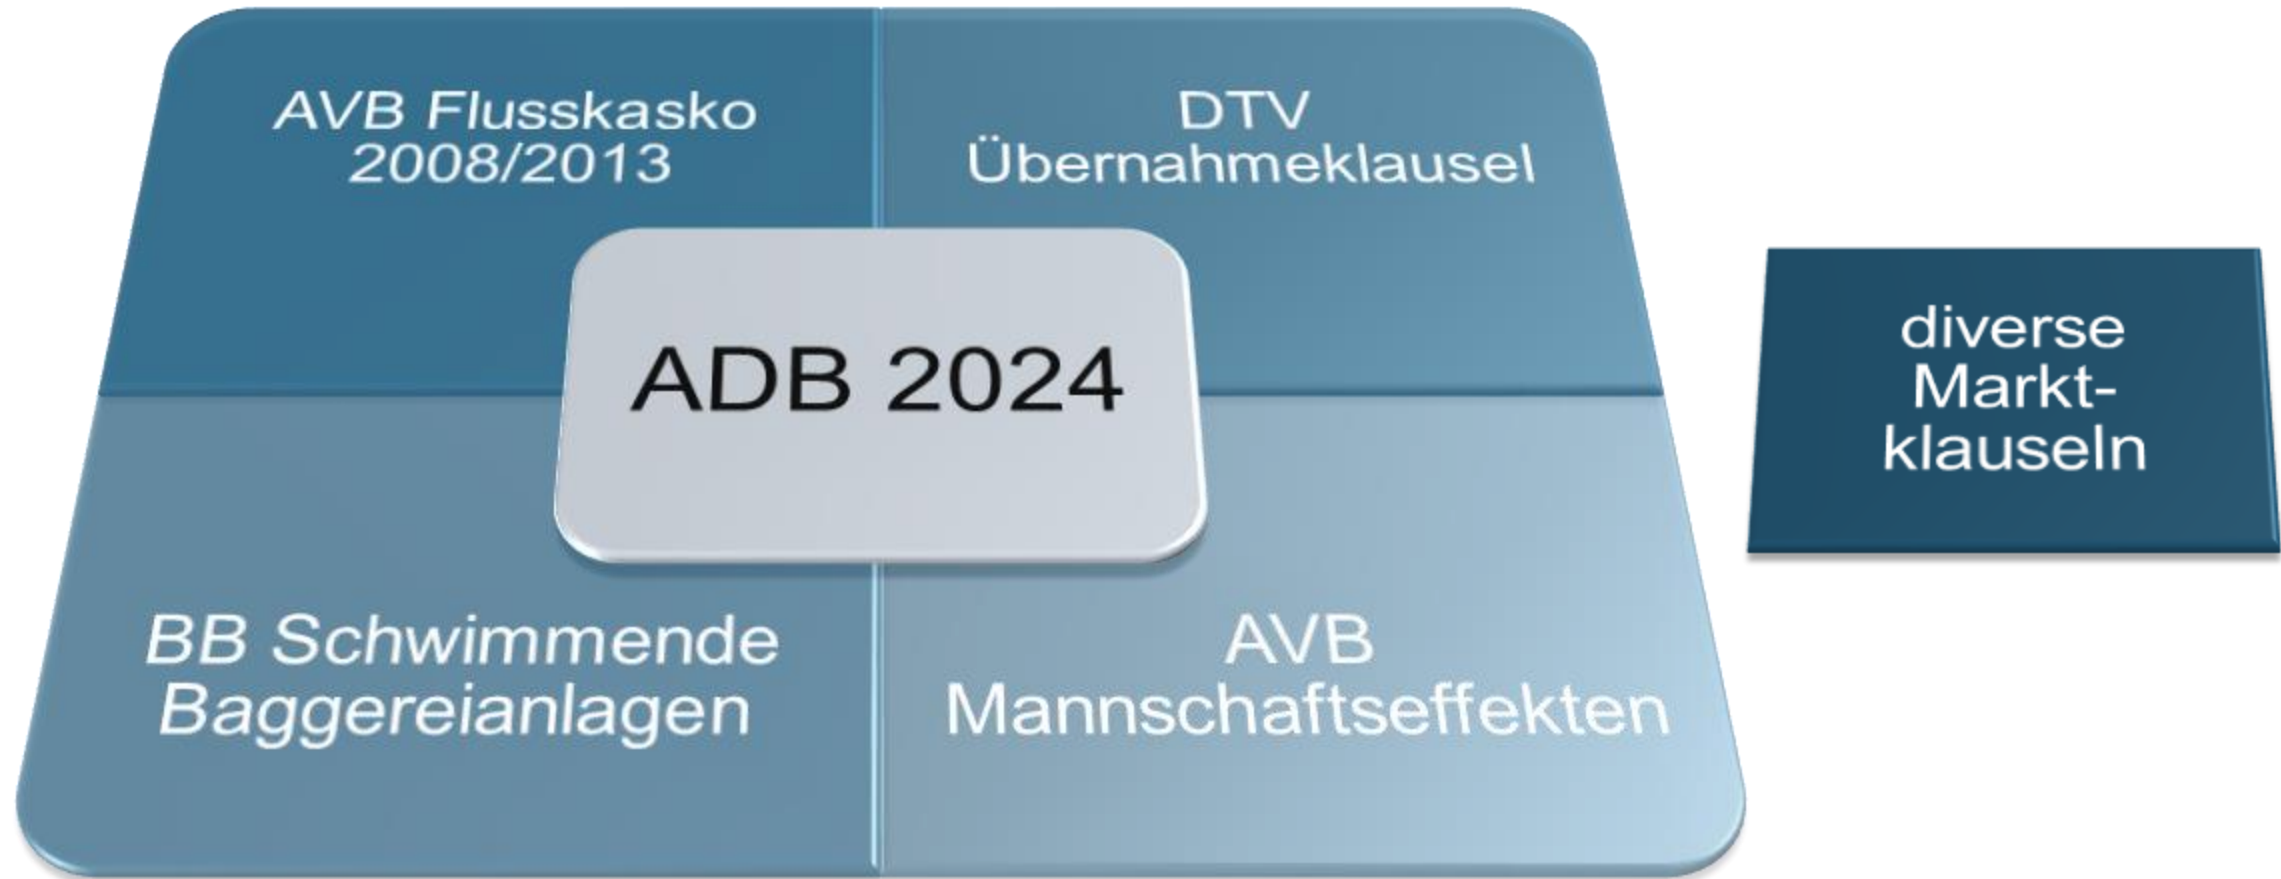 AVB Flusskasko
2008/2013
DTV
Übernahmeklausel
ADB 2024
BB Schwimmende
Baggereianlagen
AVB
Mannschaftseffekten
diverse
Markt-
klauseln